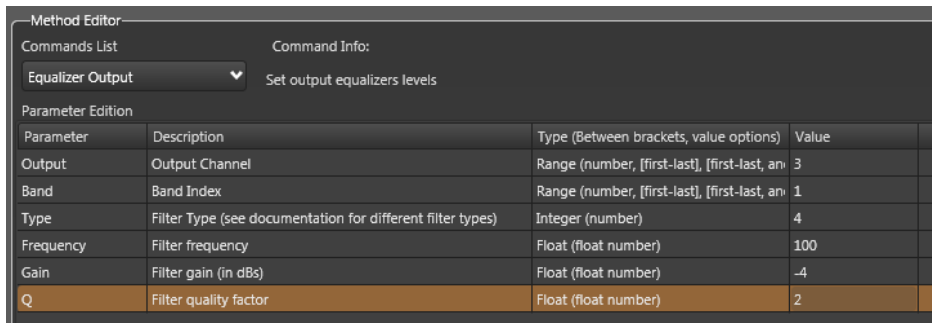 Method Editor
Commands List Command Info:
Equalizer Output Set output equalizers levels
Parameter Edition
Parameter Description Type (Between brackets, value options) Value
Output Output Channel Range (number, [first-last], [first-last, an 3
Band Band Index Range (number, [first-last], [first-last, an 1
Type Filter Type (see documentation for different filter types) Integer (number) 4
Frequency Filter frequency Float (float number) 100
Gain Filter gain (in dBs) Float (float number) -4
Q Filter quality factor Float (float number) 2